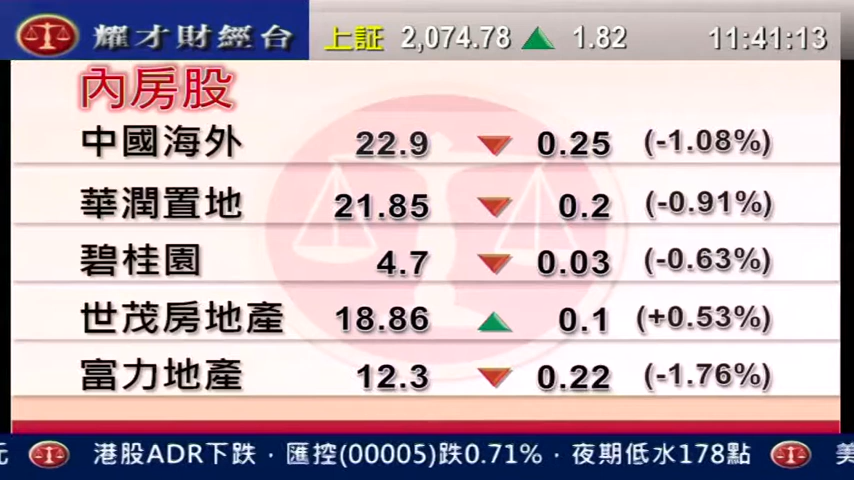 耀才財經台 上証 2,074.78 ▲ 1.82 11:41:13
內房股
中國海外 22.9 ▼ 0.25 (-1.08%)
華潤置地 21.85 ▼ 0.2 (-0.91%)
碧桂園 4.7 ▼ 0.03 (-0.63%)
世茂房地產 18.86 ▲ 0.1 (+0.53%)
富力地產 12.3 ▼ 0.22 (-1.76%)
元 港股ADR下跌，匯控(00005)跌0.71%，夜期低水178點 美